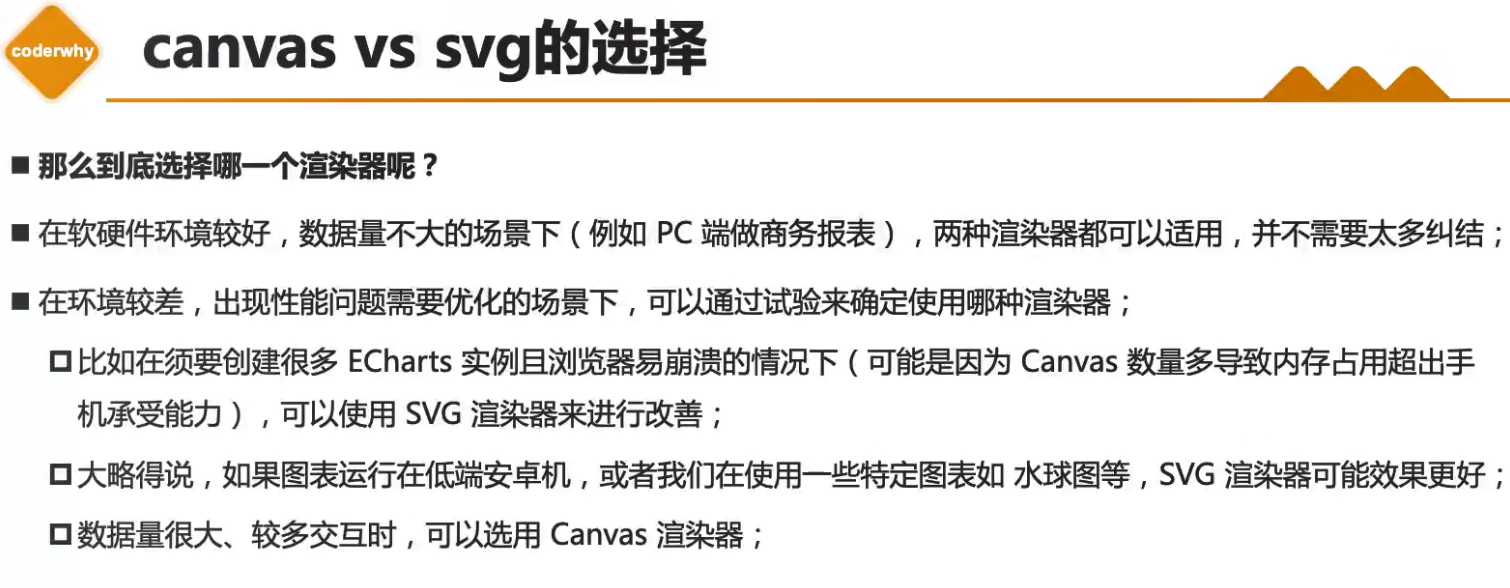 coderwhy
canvas vs svg的选择
那么到底选择哪一个渲染器呢？
在软硬件环境较好，数据量不大的场景下（例如 PC 端做商务报表），两种渲染器都可以适用，并不需要太多纠结；
在环境较差，出现性能问题需要优化的场景下，可以通过试验来确定使用哪种渲染器；
比如在须要创建很多 ECharts 实例且浏览器易崩溃的情况下（可能是因为 Canvas 数量多导致内存占用超出手
机承受能力），可以使用 SVG 渲染器来进行改善；
大略得说，如果图表运行在低端安卓机，或者我们在使用一些特定图表如 水球图等，SVG 渲染器可能效果更好；
数据量很大、较多交互时，可以选用 Canvas 渲染器；